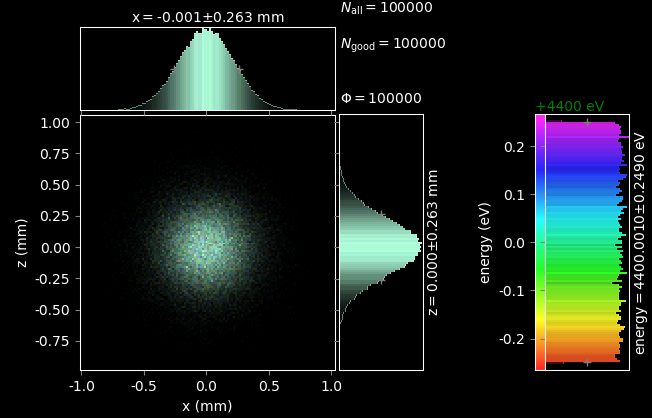 x = -0.001±0.263 mm
N_all = 100000
N_good = 100000
Φ = 100000
+4400 eV
1.00
0.75
0.50
0.25
0.00
-0.25
-0.50
-0.75
z (mm)
-1.0 -0.5 0.0 0.5 1.0
x (mm)
z = 0.000±0.263 mm
0.2
0.1
0.0
-0.1
-0.2
energy (eV)
energy = 4400.0010±0.2490 eV